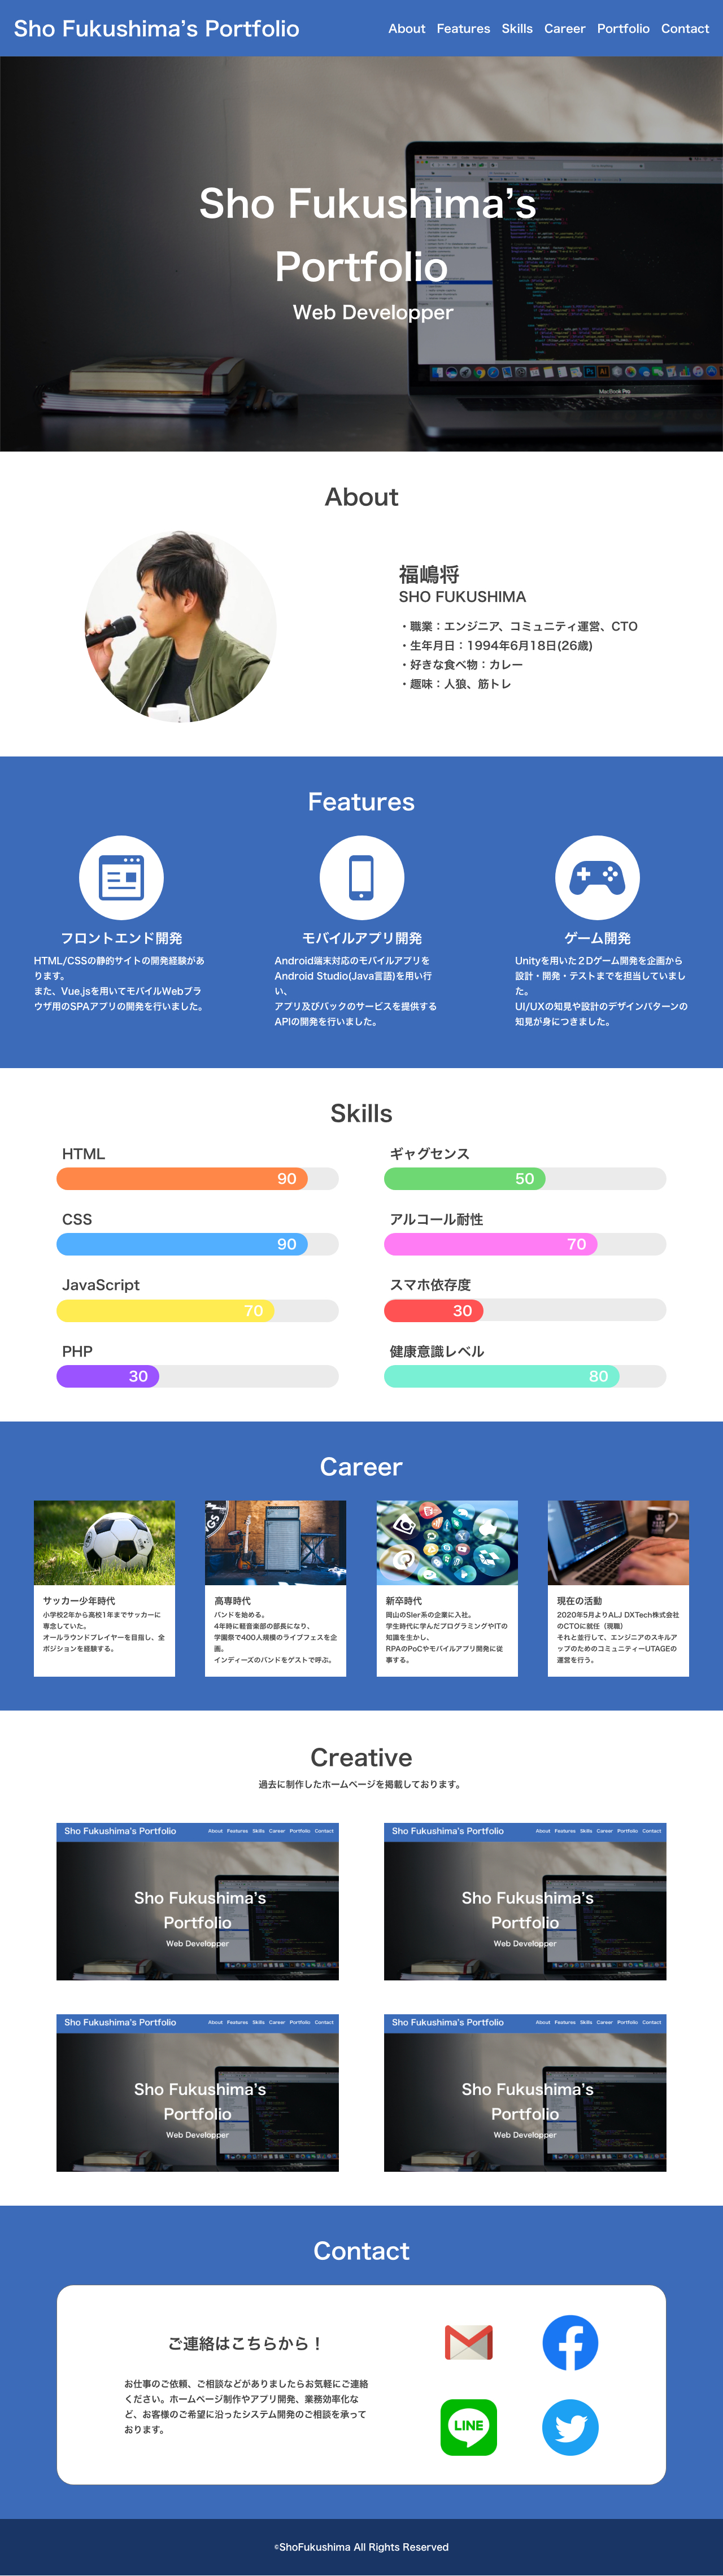 Sho Fukushima’s Portfolio
About Features Skills Career Portfolio Contact
Sho Fukushima’s
Portfolio
Web Developper
MacBook Pro
About
福嶋将
SHO FUKUSHIMA
・職業：エンジニア、コミュニティ運営、CTO
・生年月日：1994年6月18日(26歳)
・好きな食べ物：カレー
・趣味：人狼、筋トレ
Features
フロントエンド開発
HTML/CSSの静的サイトの開発経験があ
ります。
また、Vue.jsを用いてモバイルWebブラ
ウザ用のSPAアプリの開発を行いました。
モバイルアプリ開発
Android端末対応のモバイルアプリを
Android Studio(Java言語)を用い行
い、
アプリ及びバックのサービスを提供する
APIの開発を行いました。
ゲーム開発
Unityを用いた２Dゲーム開発を企画から
設計・開発・テストまでを担当していまし
た。
UI/UXの知見や設計のデザインパターンの
知見が身につきました。
Skills
HTML
90
CSS
90
JavaScript
70
PHP
30
ギャグセンス
50
アルコール耐性
70
スマホ依存度
30
健康意識レベル
80
Career
サッカー少年時代
小学校2年から高校1年までサッカーに
専念していた。
オールラウンドプレイヤーを目指し、全
ポジションを経験する。
高専時代
バンドを始める。
4年時に軽音楽部の部長になり、
学園祭で400人規模のライブフェスを企
画。
インディーズのバンドをゲストで呼ぶ。
新卒時代
岡山のSIer系の企業に入社。
学生時代に学んだプログラミングやITの
知識を生かし、
RPAのPoCやモバイルアプリ開発に従
事する。
現在の活動
2020年5月よりALJ DXTech株式会社
のCTOに就任（現職）
それと並行して、エンジニアのスキルア
ップのためのコミュニティーUTAGEの
運営を行う。
Creative
過去に制作したホームページを掲載しております。
Sho Fukushima’s Portfolio
About Features Skills Career Portfolio Contact
Sho Fukushima’s
Portfolio
Web Developper
Sho Fukushima’s Portfolio
About Features Skills Career Portfolio Contact
Sho Fukushima’s
Portfolio
Web Developper
Sho Fukushima’s Portfolio
About Features Skills Career Portfolio Contact
Sho Fukushima’s
Portfolio
Web Developper
Sho Fukushima’s Portfolio
About Features Skills Career Portfolio Contact
Sho Fukushima’s
Portfolio
Web Developper
Contact
ご連絡はこちらから！
お仕事のご依頼、ご相談などがありましたらお気軽にご連絡
ください。ホームページ制作やアプリ開発、業務効率化な
ど、お客様のご希望に沿ったシステム開発のご相談を承って
おります。
LINE
©ShoFukushima All Rights Reserved